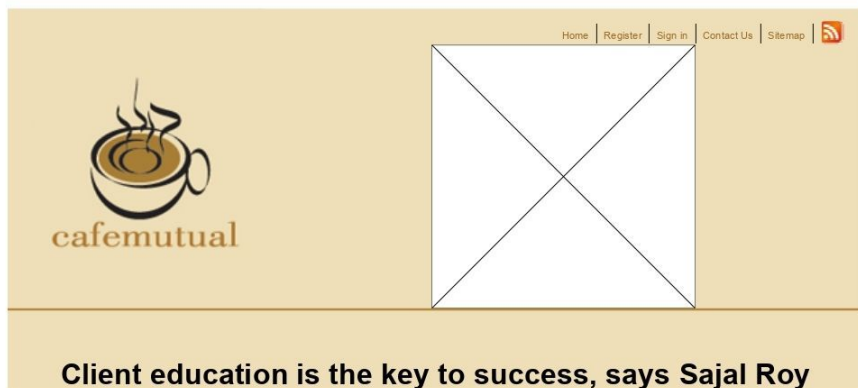 Home Register Sign in Contact Us Sitemap
cafemutual
Client education is the key to success, says Sajal Roy